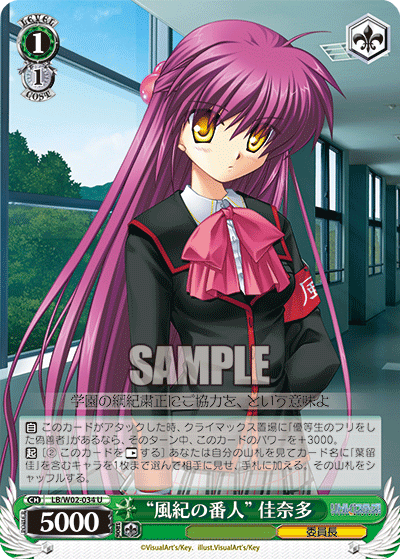 LEVEL
1
1
COST
風
SAMPLE
学園の綱紀粛正にご協力を、という意味よ
自 このカードがアタックした時、クライマックス置場に「優等生のフリをし
た偽善者」があるなら、そのターン中、このカードのパワーを+3000。
起 [② このカードを する] あなたは自分の山札を見てカード名に「葉留
佳」を含むキャラを1枚まで選んで相手に見せ、手札に加える。その山札をシ
ャッフルする。
CH LB/W02-034 U
5000
“風紀の番人” 佳奈多
委員長
©VisualArt's/Key. illust.VisualArt's/Key